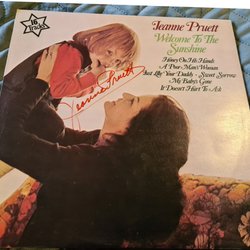 16
Tracks
Jeanne Pruett
Welcome To The
Sunshine
Honey On His Hands
A Poor Man's Woman
Just Like Your Daddy - Sweet Sorrow
My Baby's Gone
It Doesn't Hurt To Ask
Jeanne Pruett